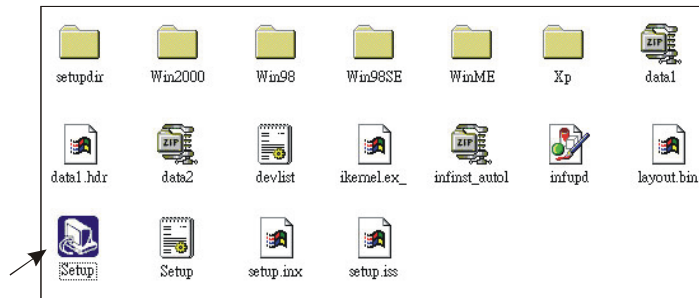 setupdir Win2000 Win98 Win98SE WinME Xp data1
data1.hdr data2 devlist ikernel.ex_ infinst_autol infupd layout.bin
Setup Setup setup.inx setup.iss